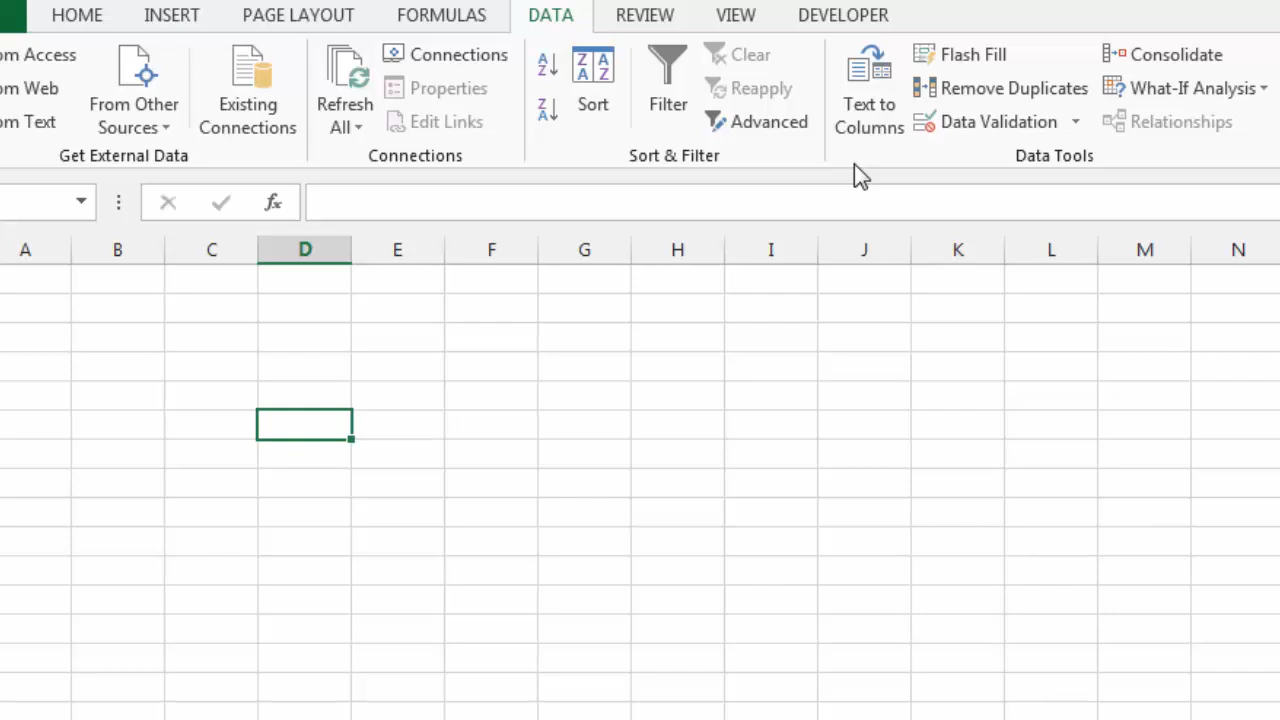 HOME INSERT PAGE LAYOUT FORMULAS DATA REVIEW VIEW DEVELOPER
om Access
om Web
om Text
From Other
Sources
Existing
Connections
Get External Data
Refresh
All
Connections
Properties
Edit Links
Connections
Sort
Filter
Clear
Reapply
Advanced
Sort & Filter
Text to
Columns
Flash Fill
Remove Duplicates
Data Validation
Consolidate
What-If Analysis
Relationships
Data Tools
fx
A B C D E F G H I J K L M N